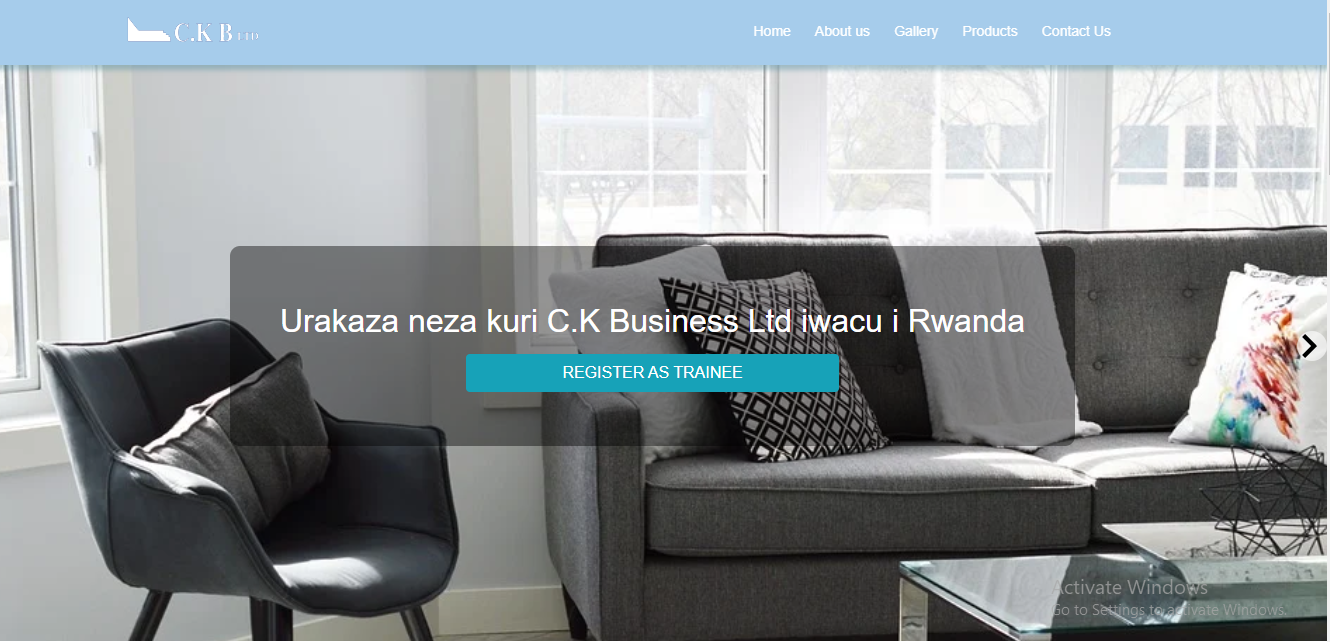 C.K B LTD
Home About us Gallery Products Contact Us
Urakaza neza kuri C.K Business Ltd iwacu i Rwanda
REGISTER AS TRAINEE
Activate Windows
Go to Settings to activate Windows.